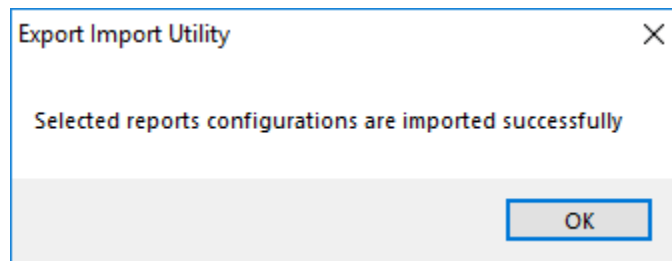 Export Import Utility
Selected reports configurations are imported successfully
OK